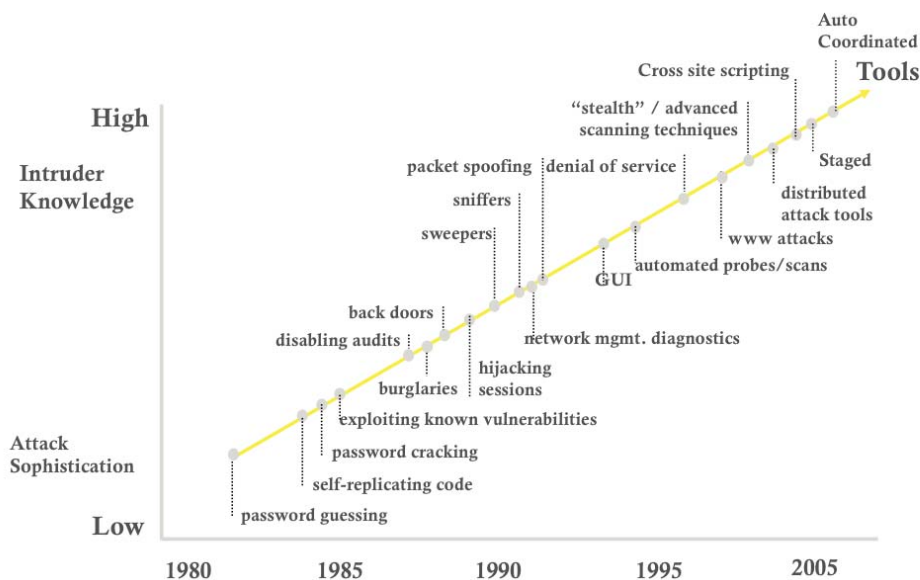 Auto
Coordinated
Tools
Cross site scripting
High
“stealth” / advanced
scanning techniques
Staged
Intruder
Knowledge
packet spoofing
denial of service
distributed
attack tools
sniffers
sweepers
www attacks
automated probes/scans
GUI
back doors
disabling audits
network mgmt. diagnostics
burglaries
hijacking
sessions
exploiting known vulnerabilities
Attack
Sophistication
password cracking
self-replicating code
password guessing
Low
1980
1985
1990
1995
2005